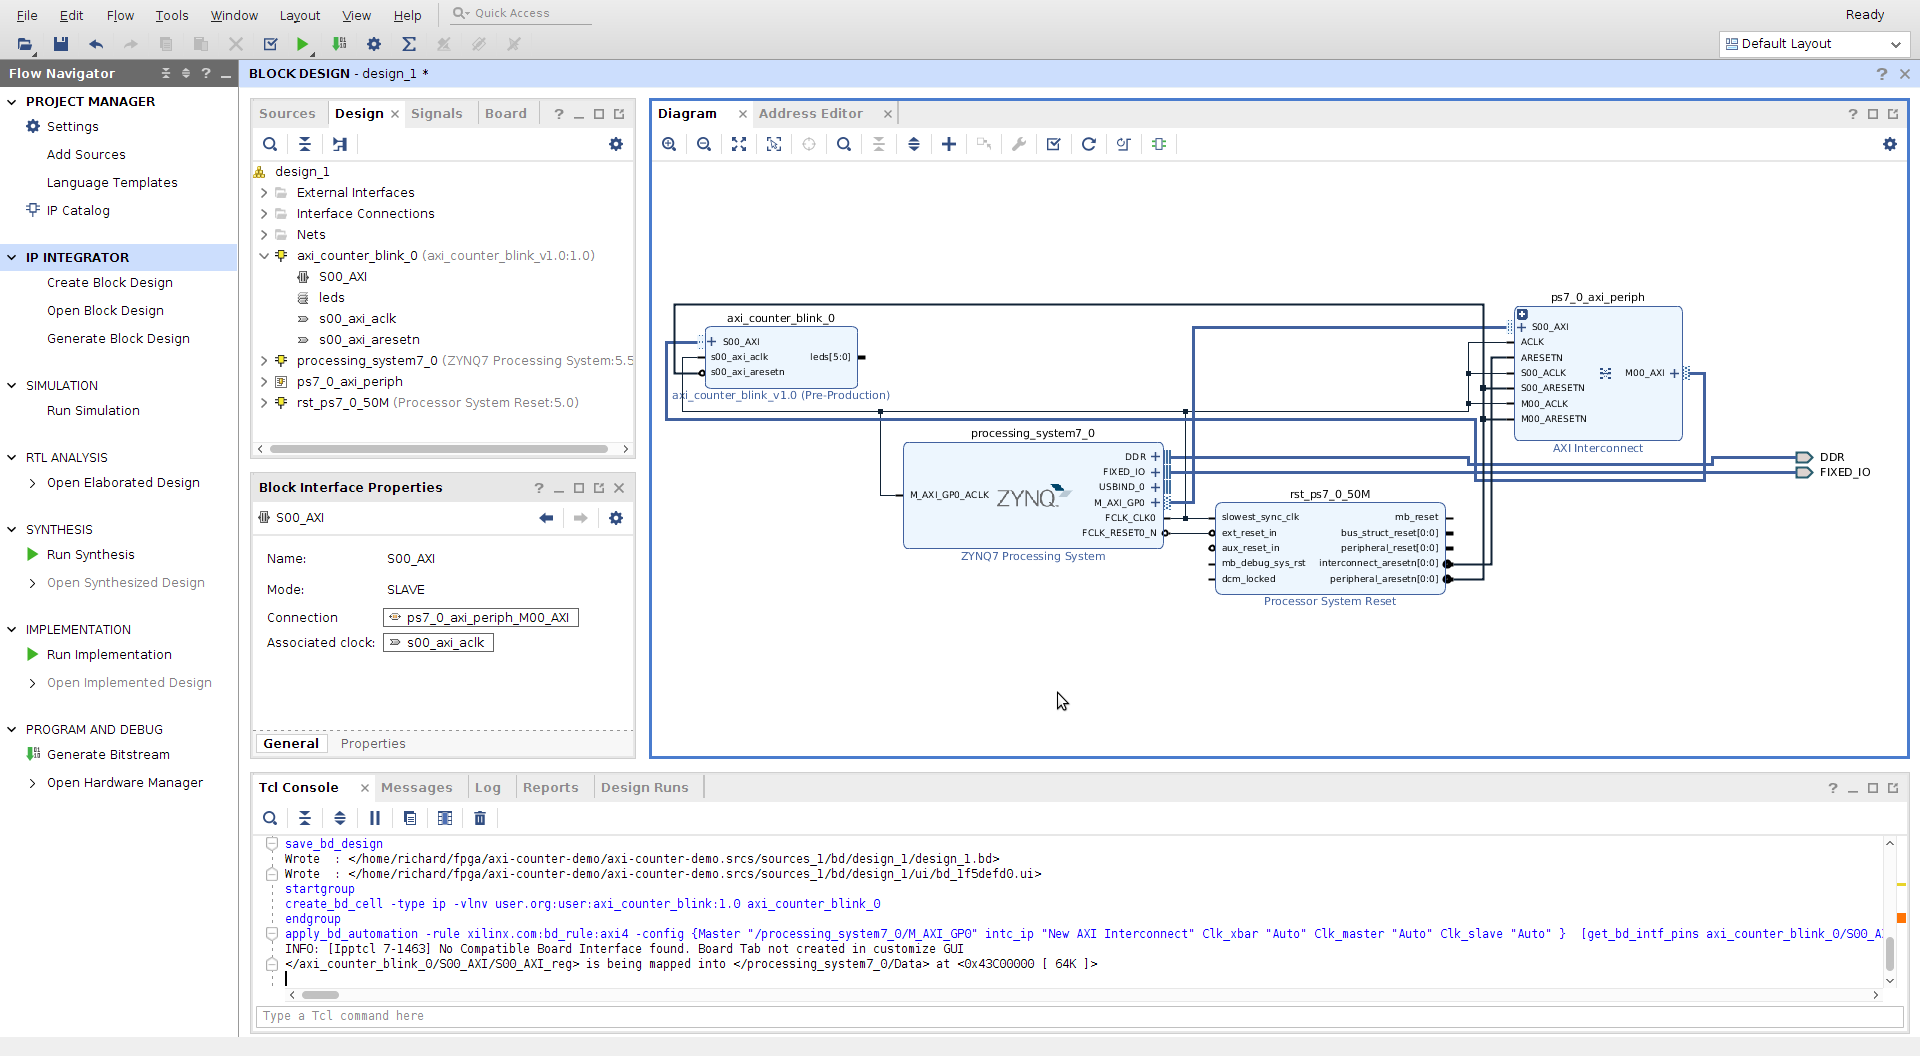 File Edit Flow Tools Window Layout View Help Quick Access Ready
Default Layout
Flow Navigator
BLOCK DESIGN - design_1 *
PROJECT MANAGER
Settings
Add Sources
Language Templates
IP Catalog
IP INTEGRATOR
Create Block Design
Open Block Design
Generate Block Design
SIMULATION
Run Simulation
RTL ANALYSIS
Open Elaborated Design
SYNTHESIS
Run Synthesis
Open Synthesized Design
IMPLEMENTATION
Run Implementation
Open Implemented Design
PROGRAM AND DEBUG
Generate Bitstream
Open Hardware Manager
Sources Design Signals Board
design_1
External Interfaces
Interface Connections
Nets
axi_counter_blink_0 (axi_counter_blink_v1.0:1.0)
S00_AXI
leds
s00_axi_aclk
s00_axi_aresetn
processing_system7_0 (ZYNQ7 Processing System:5.5
ps7_0_axi_periph
rst_ps7_0_50M (Processor System Reset:5.0)
Block Interface Properties
S00_AXI
Name: S00_AXI
Mode: SLAVE
Connection ps7_0_axi_periph_M00_AXI
Associated clock: s00_axi_aclk
General Properties
Diagram Address Editor
axi_counter_blink_0
S00_AXI
s00_axi_aclk leds[5:0]
s00_axi_aresetn
axi_counter_blink_v1.0 (Pre-Production)
processing_system7_0
DDR
FIXED_IO
USBIND_0
M_AXI_GP0_ACLK ZYNQ M_AXI_GP0
FCLK_CLK0
FCLK_RESET0_N
ZYNQ7 Processing System
rst_ps7_0_50M
slowest_sync_clk mb_reset
ext_reset_in bus_struct_reset[0:0]
aux_reset_in peripheral_reset[0:0]
mb_debug_sys_rst interconnect_aresetn[0:0]
dcm_locked peripheral_aresetn[0:0]
Processor System Reset
ps7_0_axi_periph
S00_AXI
ACLK
ARESETN
S00_ACLK M00_AXI
S00_ARESETN
M00_ACLK
M00_ARESETN
AXI Interconnect
DDR
FIXED_IO
Tcl Console Messages Log Reports Design Runs
save_bd_design
Wrote : </home/richard/fpga/axi-counter-demo/axi-counter-demo.srcs/sources_1/bd/design_1/design_1.bd>
Wrote : </home/richard/fpga/axi-counter-demo/axi-counter-demo.srcs/sources_1/bd/design_1/ui/bd_1f5defd0.ui>
startgroup
create_bd_cell -type ip -vlnv user.org:user:axi_counter_blink:1.0 axi_counter_blink_0
endgroup
apply_bd_automation -rule xilinx.com:bd_rule:axi4 -config {Master "/processing_system7_0/M_AXI_GP0" intc_ip "New AXI Interconnect" Clk_xbar "Auto" Clk_master "Auto" Clk_slave "Auto" } [get_bd_intf_pins axi_counter_blink_0/S00_A
INFO: [Ipptcl 7-1463] No Compatible Board Interface found. Board Tab not created in customize GUI
</axi_counter_blink_0/S00_AXI/S00_AXI_reg> is being mapped into </processing_system7_0/Data> at <0x43C00000 [ 64K ]>
Type a Tcl command here